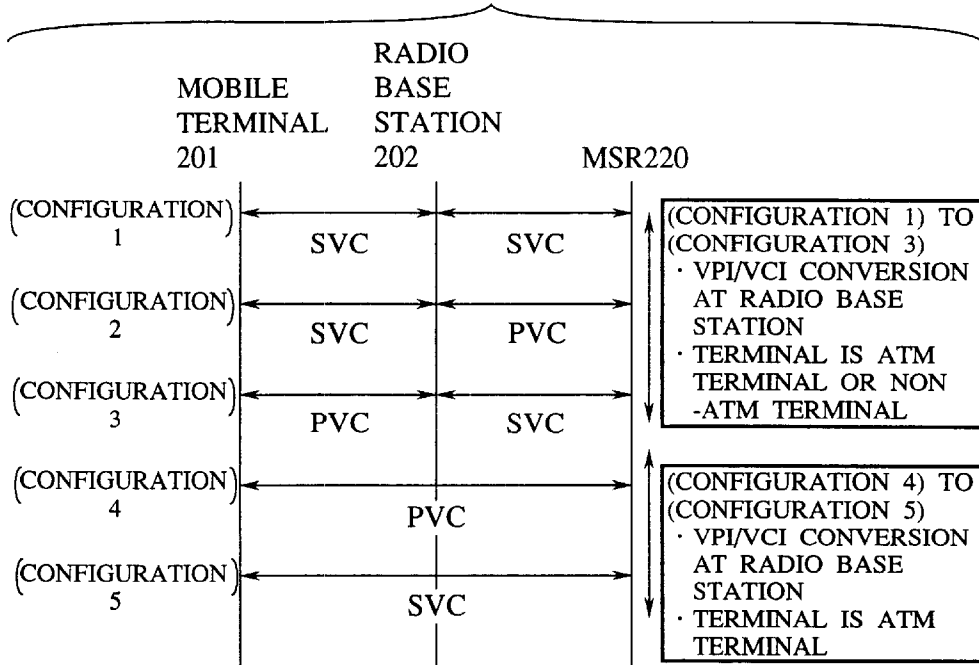 MOBILE
TERMINAL
201
RADIO
BASE
STATION
202
MSR220
(CONFIGURATION)
1
SVC
SVC
(CONFIGURATION)
2
SVC
PVC
(CONFIGURATION)
3
PVC
SVC
(CONFIGURATION)
4
PVC
(CONFIGURATION)
5
SVC
(CONFIGURATION 1) TO
(CONFIGURATION 3)
· VPI/VCI CONVERSION
AT RADIO BASE
STATION
· TERMINAL IS ATM
TERMINAL OR NON
-ATM TERMINAL
(CONFIGURATION 4) TO
(CONFIGURATION 5)
· VPI/VCI CONVERSION
AT RADIO BASE
STATION
· TERMINAL IS ATM
TERMINAL